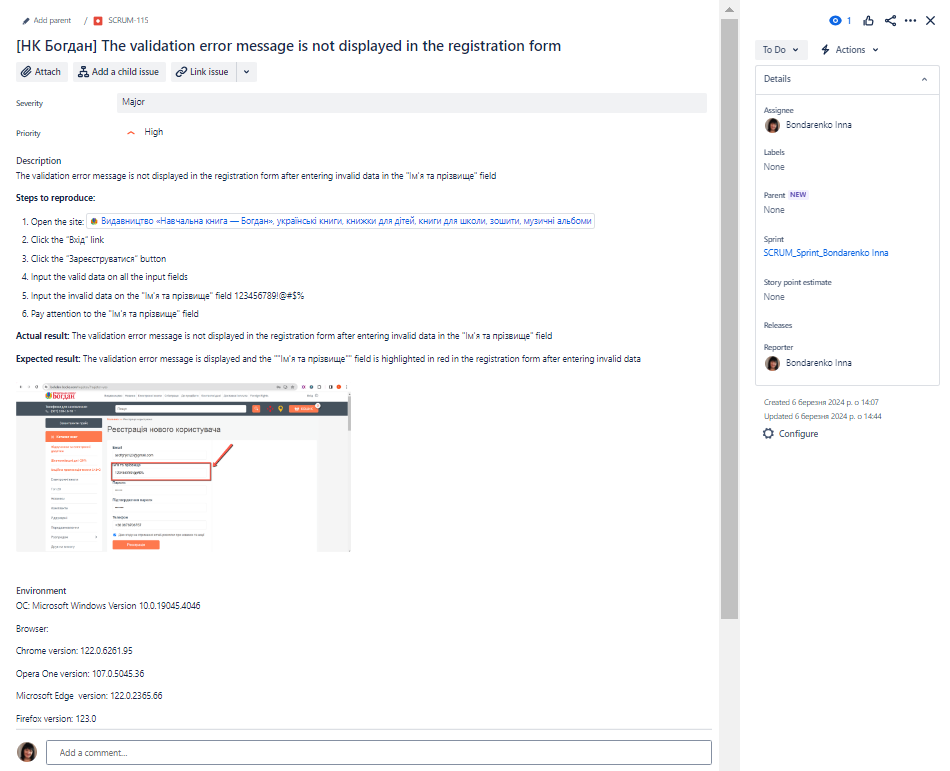 Add parent / SCRUM-115
1
[НК Богдан] The validation error message is not displayed in the registration form
Attach Add a child issue Link issue
Severity Major
Priority High
Description
The validation error message is not displayed in the registration form after entering invalid data in the "Ім'я та прізвище" field
Steps to reproduce:
1. Open the site: Видавництво «Навчальна книга — Богдан», українські книги, книжки для дітей, книги для школи, зошити, музичні альбоми
2. Click the "Вхід" link
3. Click the "Зареєструватися" button
4. Input the valid data on all the input fields
5. Input the invalid data on the "Ім'я та прізвище" field 123456789!@#$%
6. Pay attention to the "Ім'я та прізвище" field
Actual result: The validation error message is not displayed in the registration form after entering invalid data in the "Ім'я та прізвище" field
Expected result: The validation error message is displayed and the ""Ім'я та прізвище"" field is highlighted in red in the registration form after entering invalid data
Богдан
Реєстрація нового користувача
Email
Телефон
Environment
ОС: Microsoft Windows Version 10.0.19045.4046
Browser:
Chrome version: 122.0.6261.95
Opera One version: 107.0.5045.36
Microsoft Edge version: 122.0.2365.66
Firefox version: 123.0
Add a comment...
To Do Actions
Details
Assignee
Bondarenko Inna
Labels
None
Parent NEW
None
Sprint
SCRUM_Sprint_Bondarenko Inna
Story point estimate
None
Releases
Reporter
Bondarenko Inna
Created 6 березня 2024 р. о 14:07
Updated 6 березня 2024 р. о 14:44
Configure